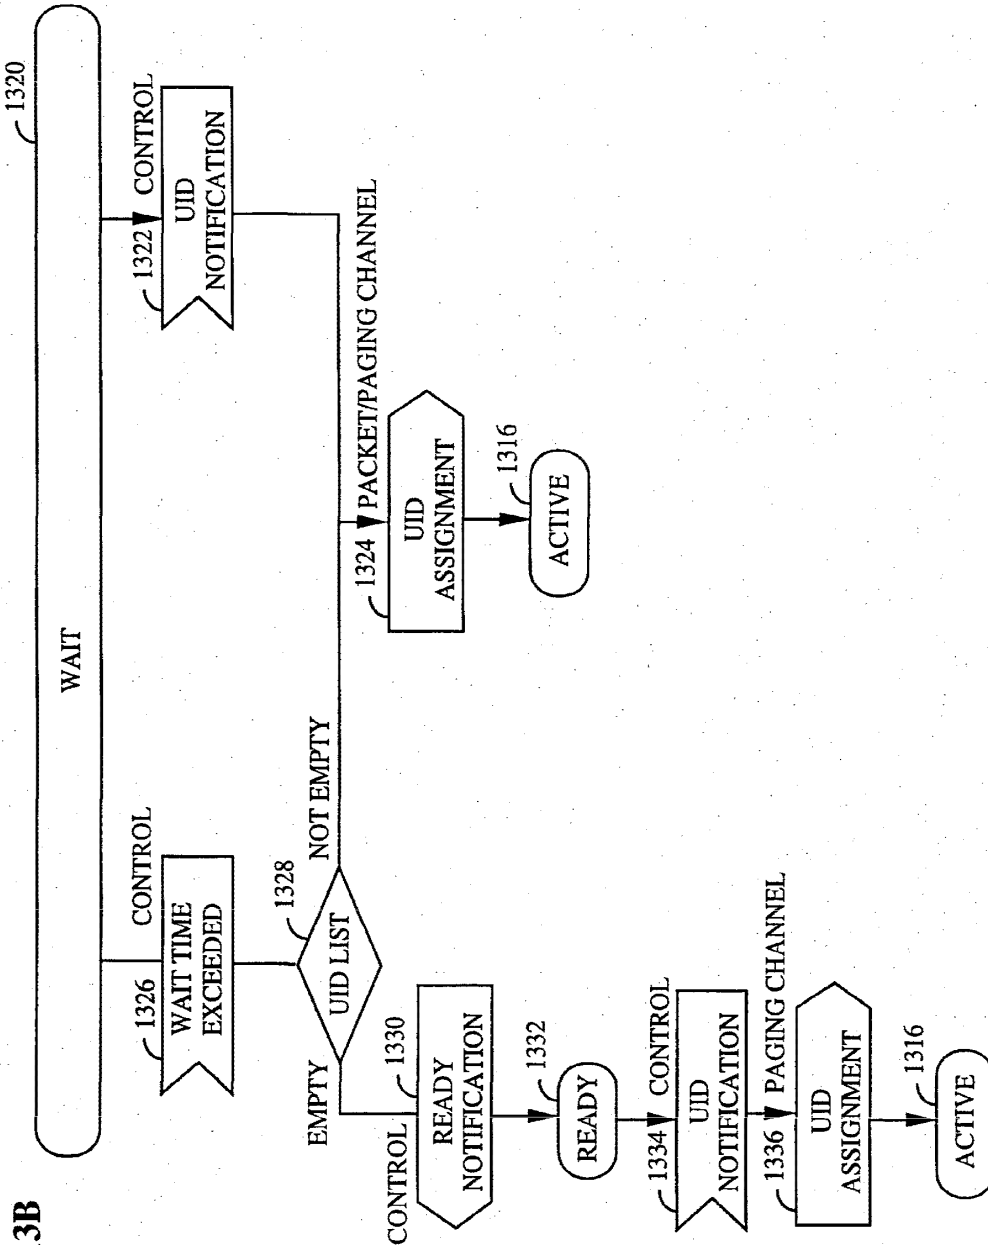 3B
1320
WAIT
1326
CONTROL
WAIT TIME
EXCEEDED
1328
UID LIST
EMPTY
NOT EMPTY
CONTROL
1330
READY
NOTIFICATION
1332
READY
1334
CONTROL
UID
NOTIFICATION
1336
PAGING CHANNEL
UID
ASSIGNMENT
1316
ACTIVE
1322
CONTROL
UID
NOTIFICATION
1324
PACKET/PAGING CHANNEL
UID
ASSIGNMENT
1316
ACTIVE